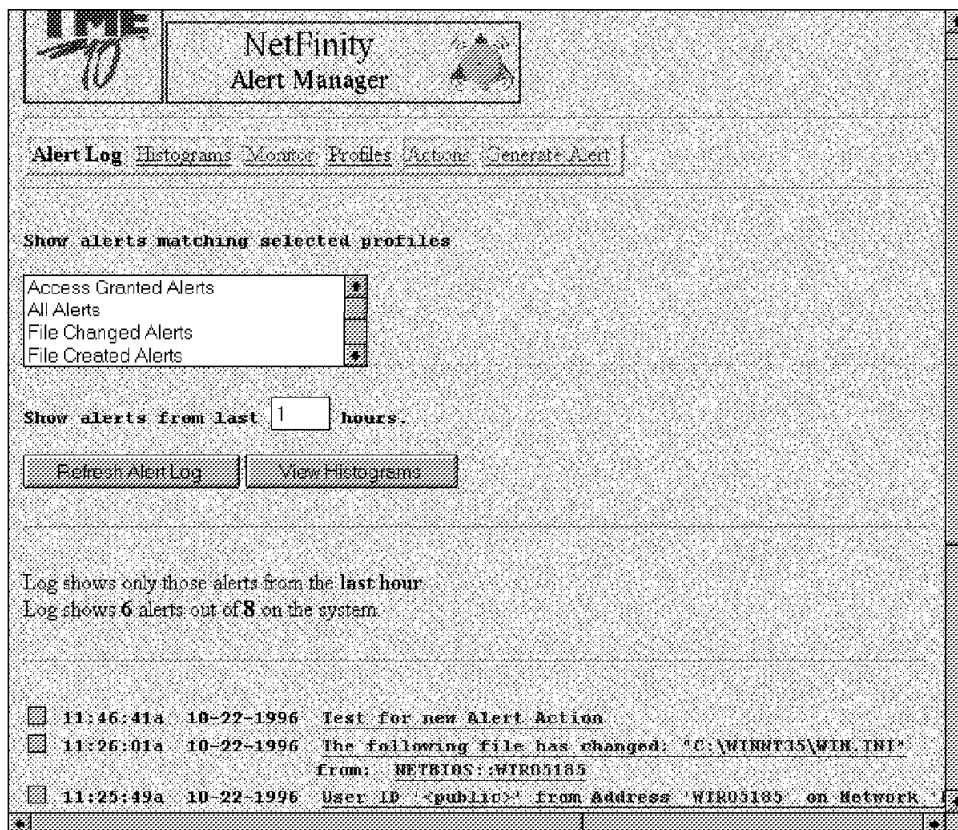 TME
10
NetFinity
Alert Manager
Alert Log Histograms Monitor Profiles Actions Generate Alert
Show alerts matching selected profiles
Access Granted Alerts
All Alerts
File Changed Alerts
File Created Alerts
Show alerts from last 1 hours.
Refresh Alert Log View Histograms
Log shows only those alerts from the last hour
Log shows 6 alerts out of 8 on the system.
11:46:41a 10-22-1996 Test for new Alert Action
11:26:01a 10-22-1996 The following file has changed: "C:\WINNT35\WIN.INI"
from: NETBIOS::WTR05185
11:25:49a 10-22-1996 User ID '<public>' from Address 'WTR05185' on Network